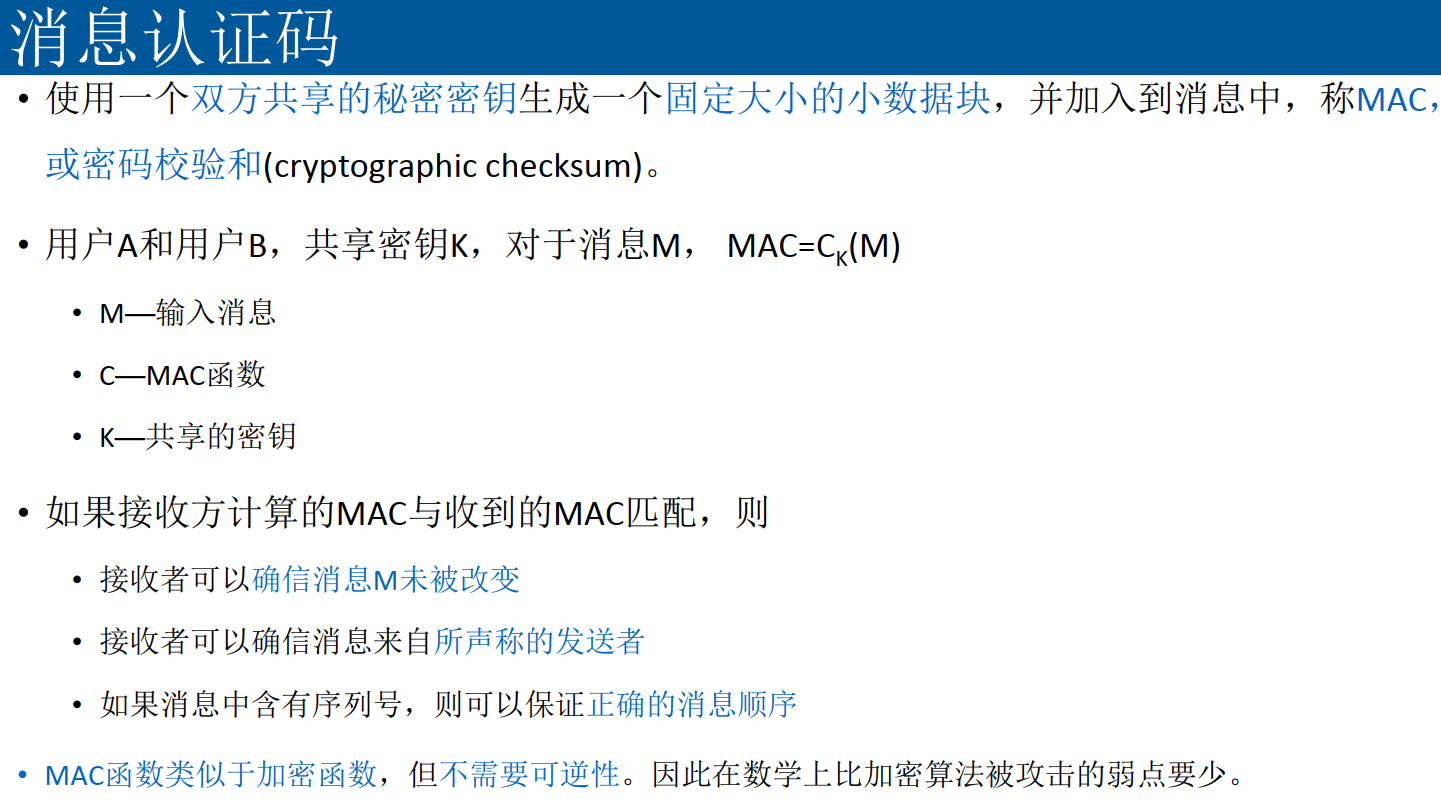 消息认证码
• 使用一个双方共享的秘密密钥生成一个固定大小的小数据块，并加入到消息中，称MAC，
或密码校验和(cryptographic checksum)。
• 用户A和用户B，共享密钥K，对于消息M， MAC=CK(M)
• M—输入消息
• C—MAC函数
• K—共享的密钥
• 如果接收方计算的MAC与收到的MAC匹配，则
• 接收者可以确信消息M未被改变
• 接收者可以确信消息来自所声称的发送者
• 如果消息中含有序列号，则可以保证正确的消息顺序
• MAC函数类似于加密函数，但不需要可逆性。因此在数学上比加密算法被攻击的弱点要少。